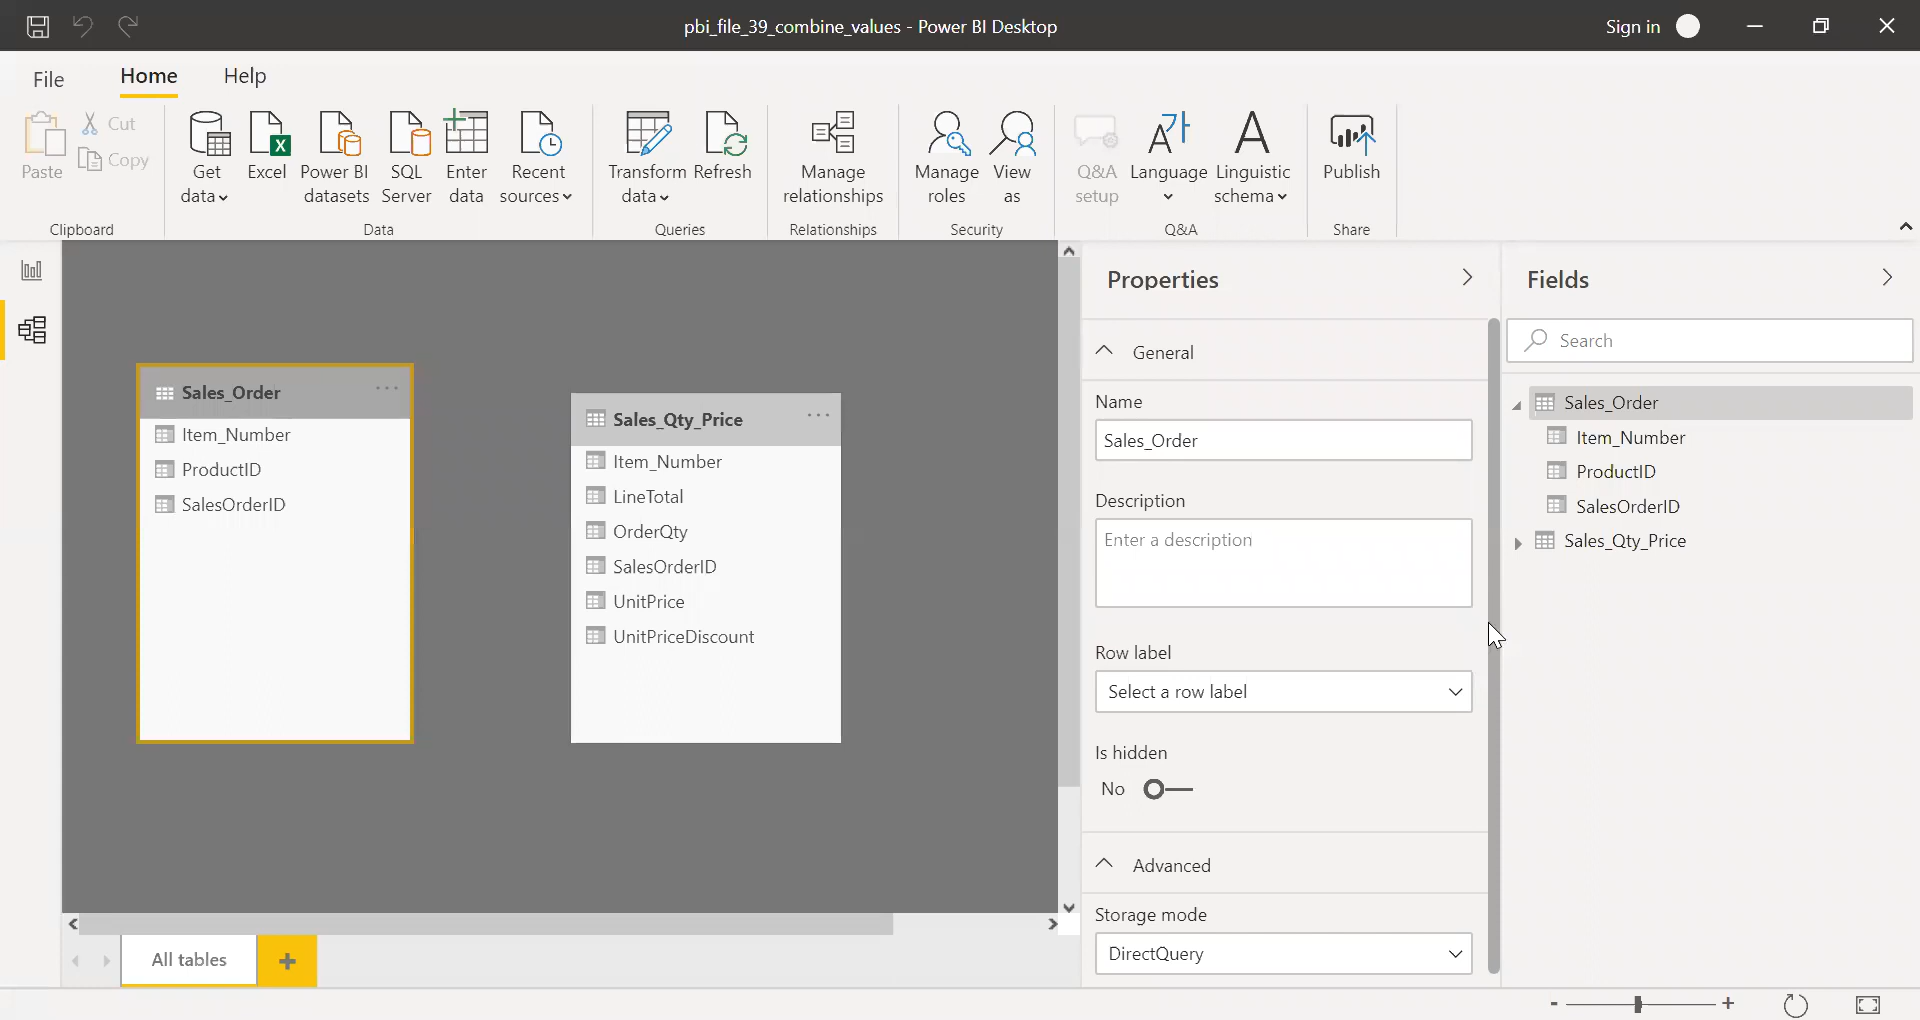 pbi_file_39_combine_values - Power BI Desktop
Sign in
File
Home
Help
Paste
Cut
Copy
Clipboard
Get
data
Excel
Power BI
datasets
SQL
Server
Enter
data
Recent
sources
Data
Transform
data
Refresh
Queries
Manage
relationships
Relationships
Manage
roles
View
as
Security
Q&A
setup
Language
Linguistic
schema
Q&A
Publish
Share
Sales_Order
Item_Number
ProductID
SalesOrderID
Sales_Qty_Price
Item_Number
LineTotal
OrderQty
SalesOrderID
UnitPrice
UnitPriceDiscount
All tables
Properties
General
Name
Sales_Order
Description
Enter a description
Row label
Select a row label
Is hidden
No
Advanced
Storage mode
DirectQuery
Fields
Search
Sales_Order
Item_Number
ProductID
SalesOrderID
Sales_Qty_Price